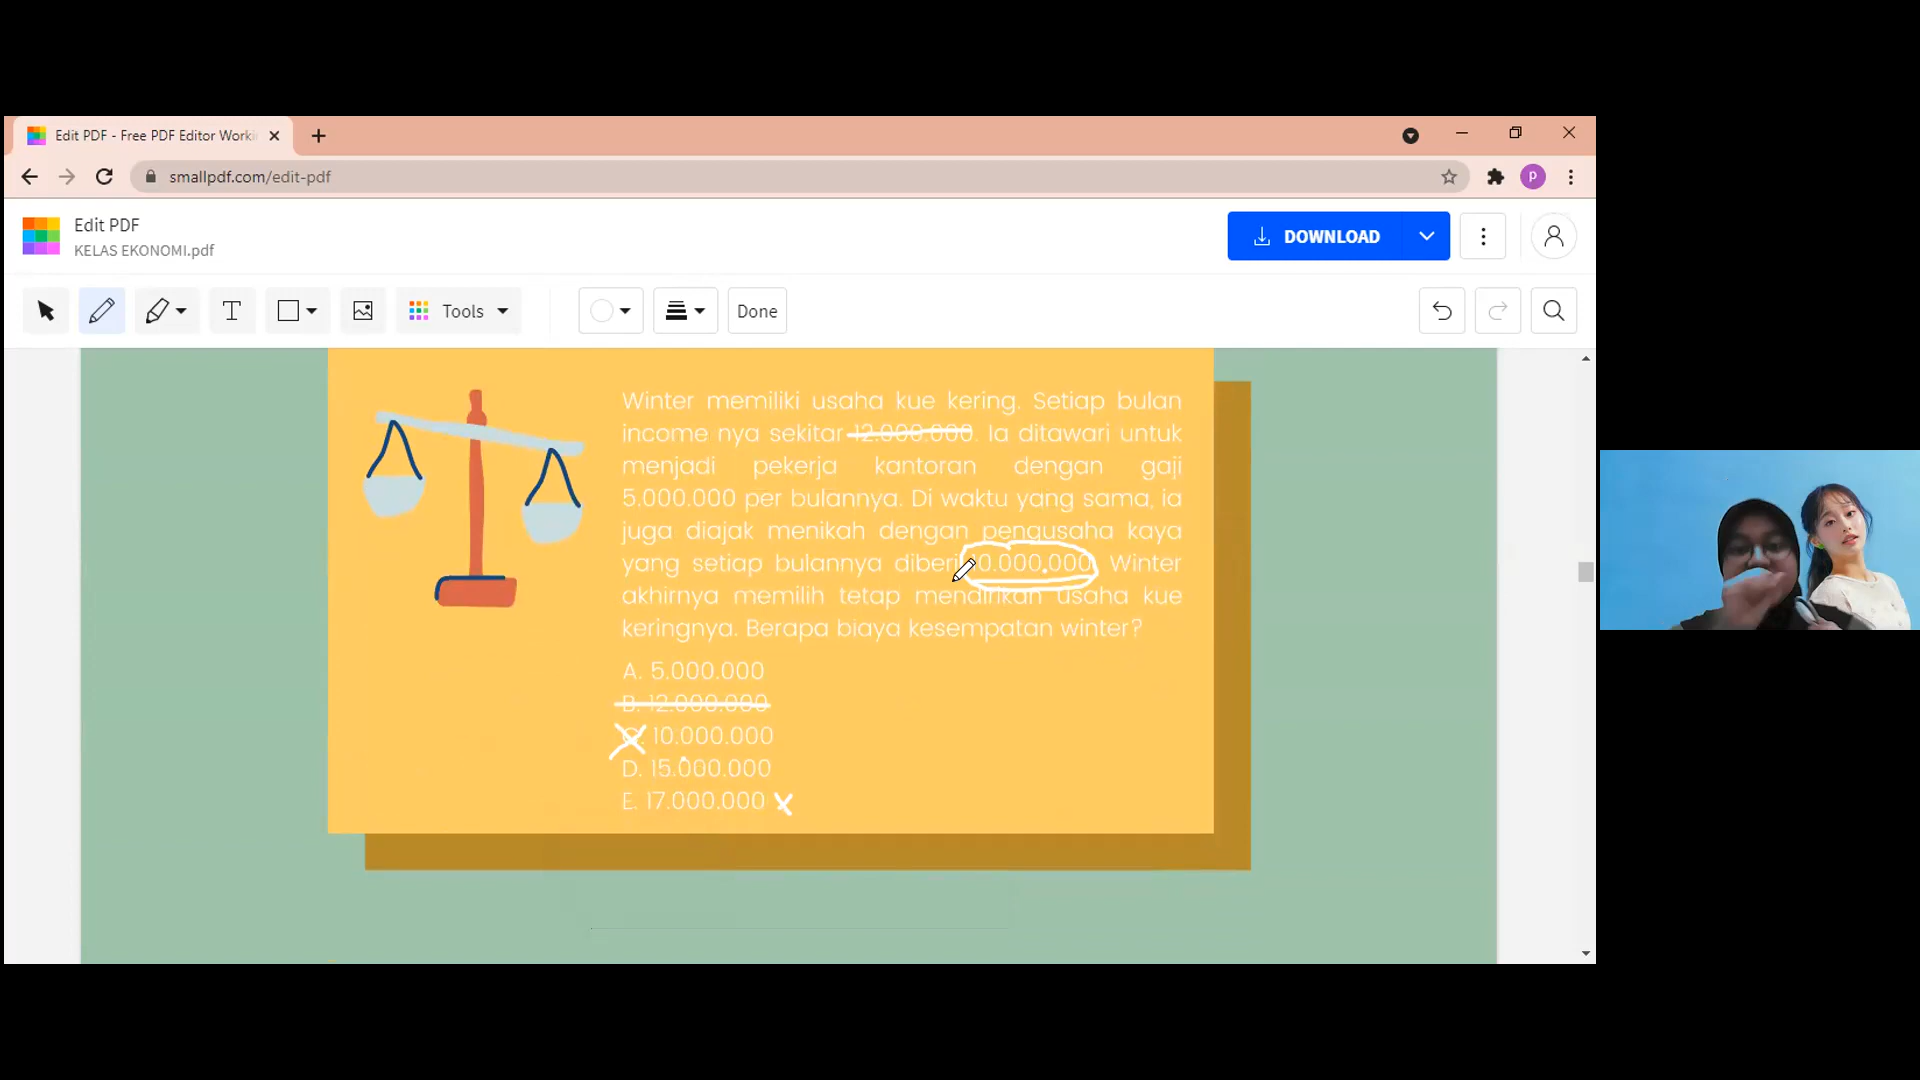 Edit PDF - Free PDF Editor Worki
smallpdf.com/edit-pdf
P
Edit PDF
KELAS EKONOMI.pdf
DOWNLOAD
T
Tools
Done
Winter memiliki usaha kue kering. Setiap bulan
income nya sekitar 12.000.000. Ia ditawari untuk
menjadi pekerja kantoran dengan gaji
5.000.000 per bulannya. Di waktu yang sama, ia
juga diajak menikah dengan pengusaha kaya
yang setiap bulannya diberi 10.000.000. Winter
akhirnya memilih tetap mendirikan usaha kue
keringnya. Berapa biaya kesempatan winter?
A. 5.000.000
B. 12.000.000
C. 10.000.000
D. 15.000.000
E. 17.000.000 x